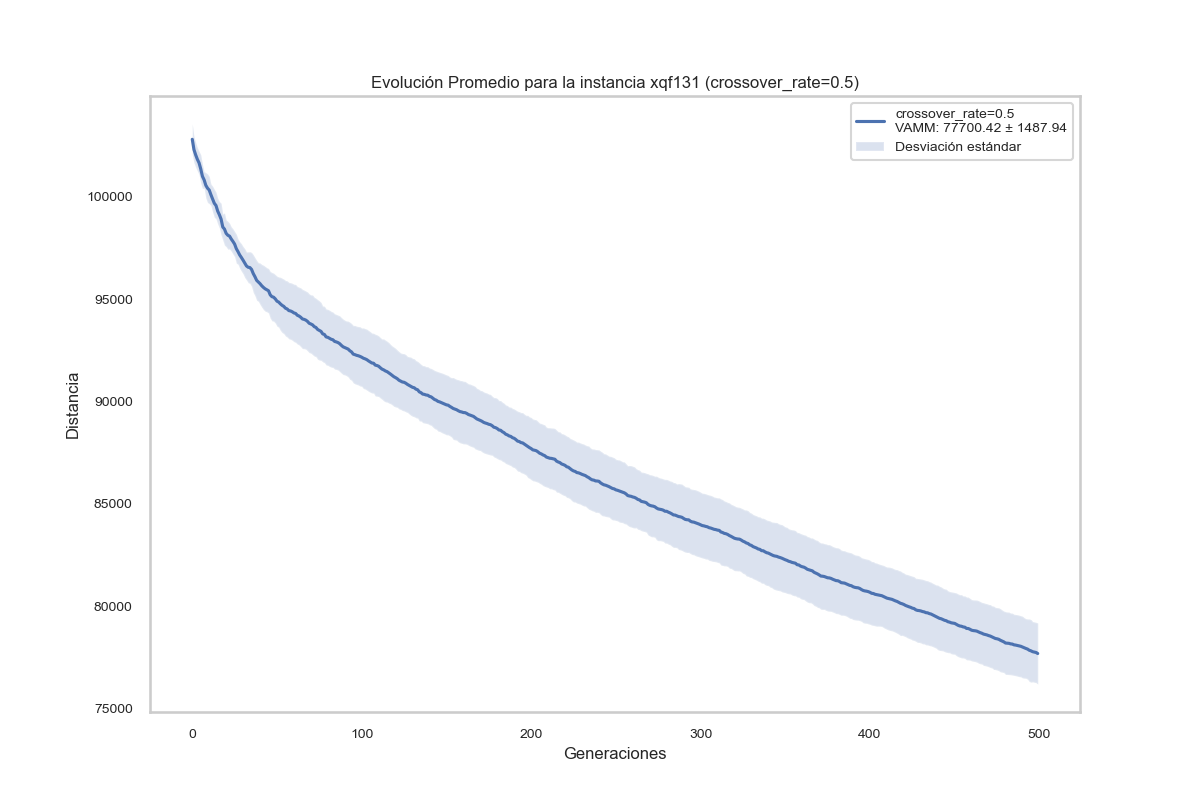 Evolución Promedio para la instancia xqf131 (crossover_rate=0.5)
crossover_rate=0.5
VAMM: 77700.42 ± 1487.94
Desviación estándar
100000
95000
90000
85000
80000
75000
Distancia
0 100 200 300 400 500
Generaciones